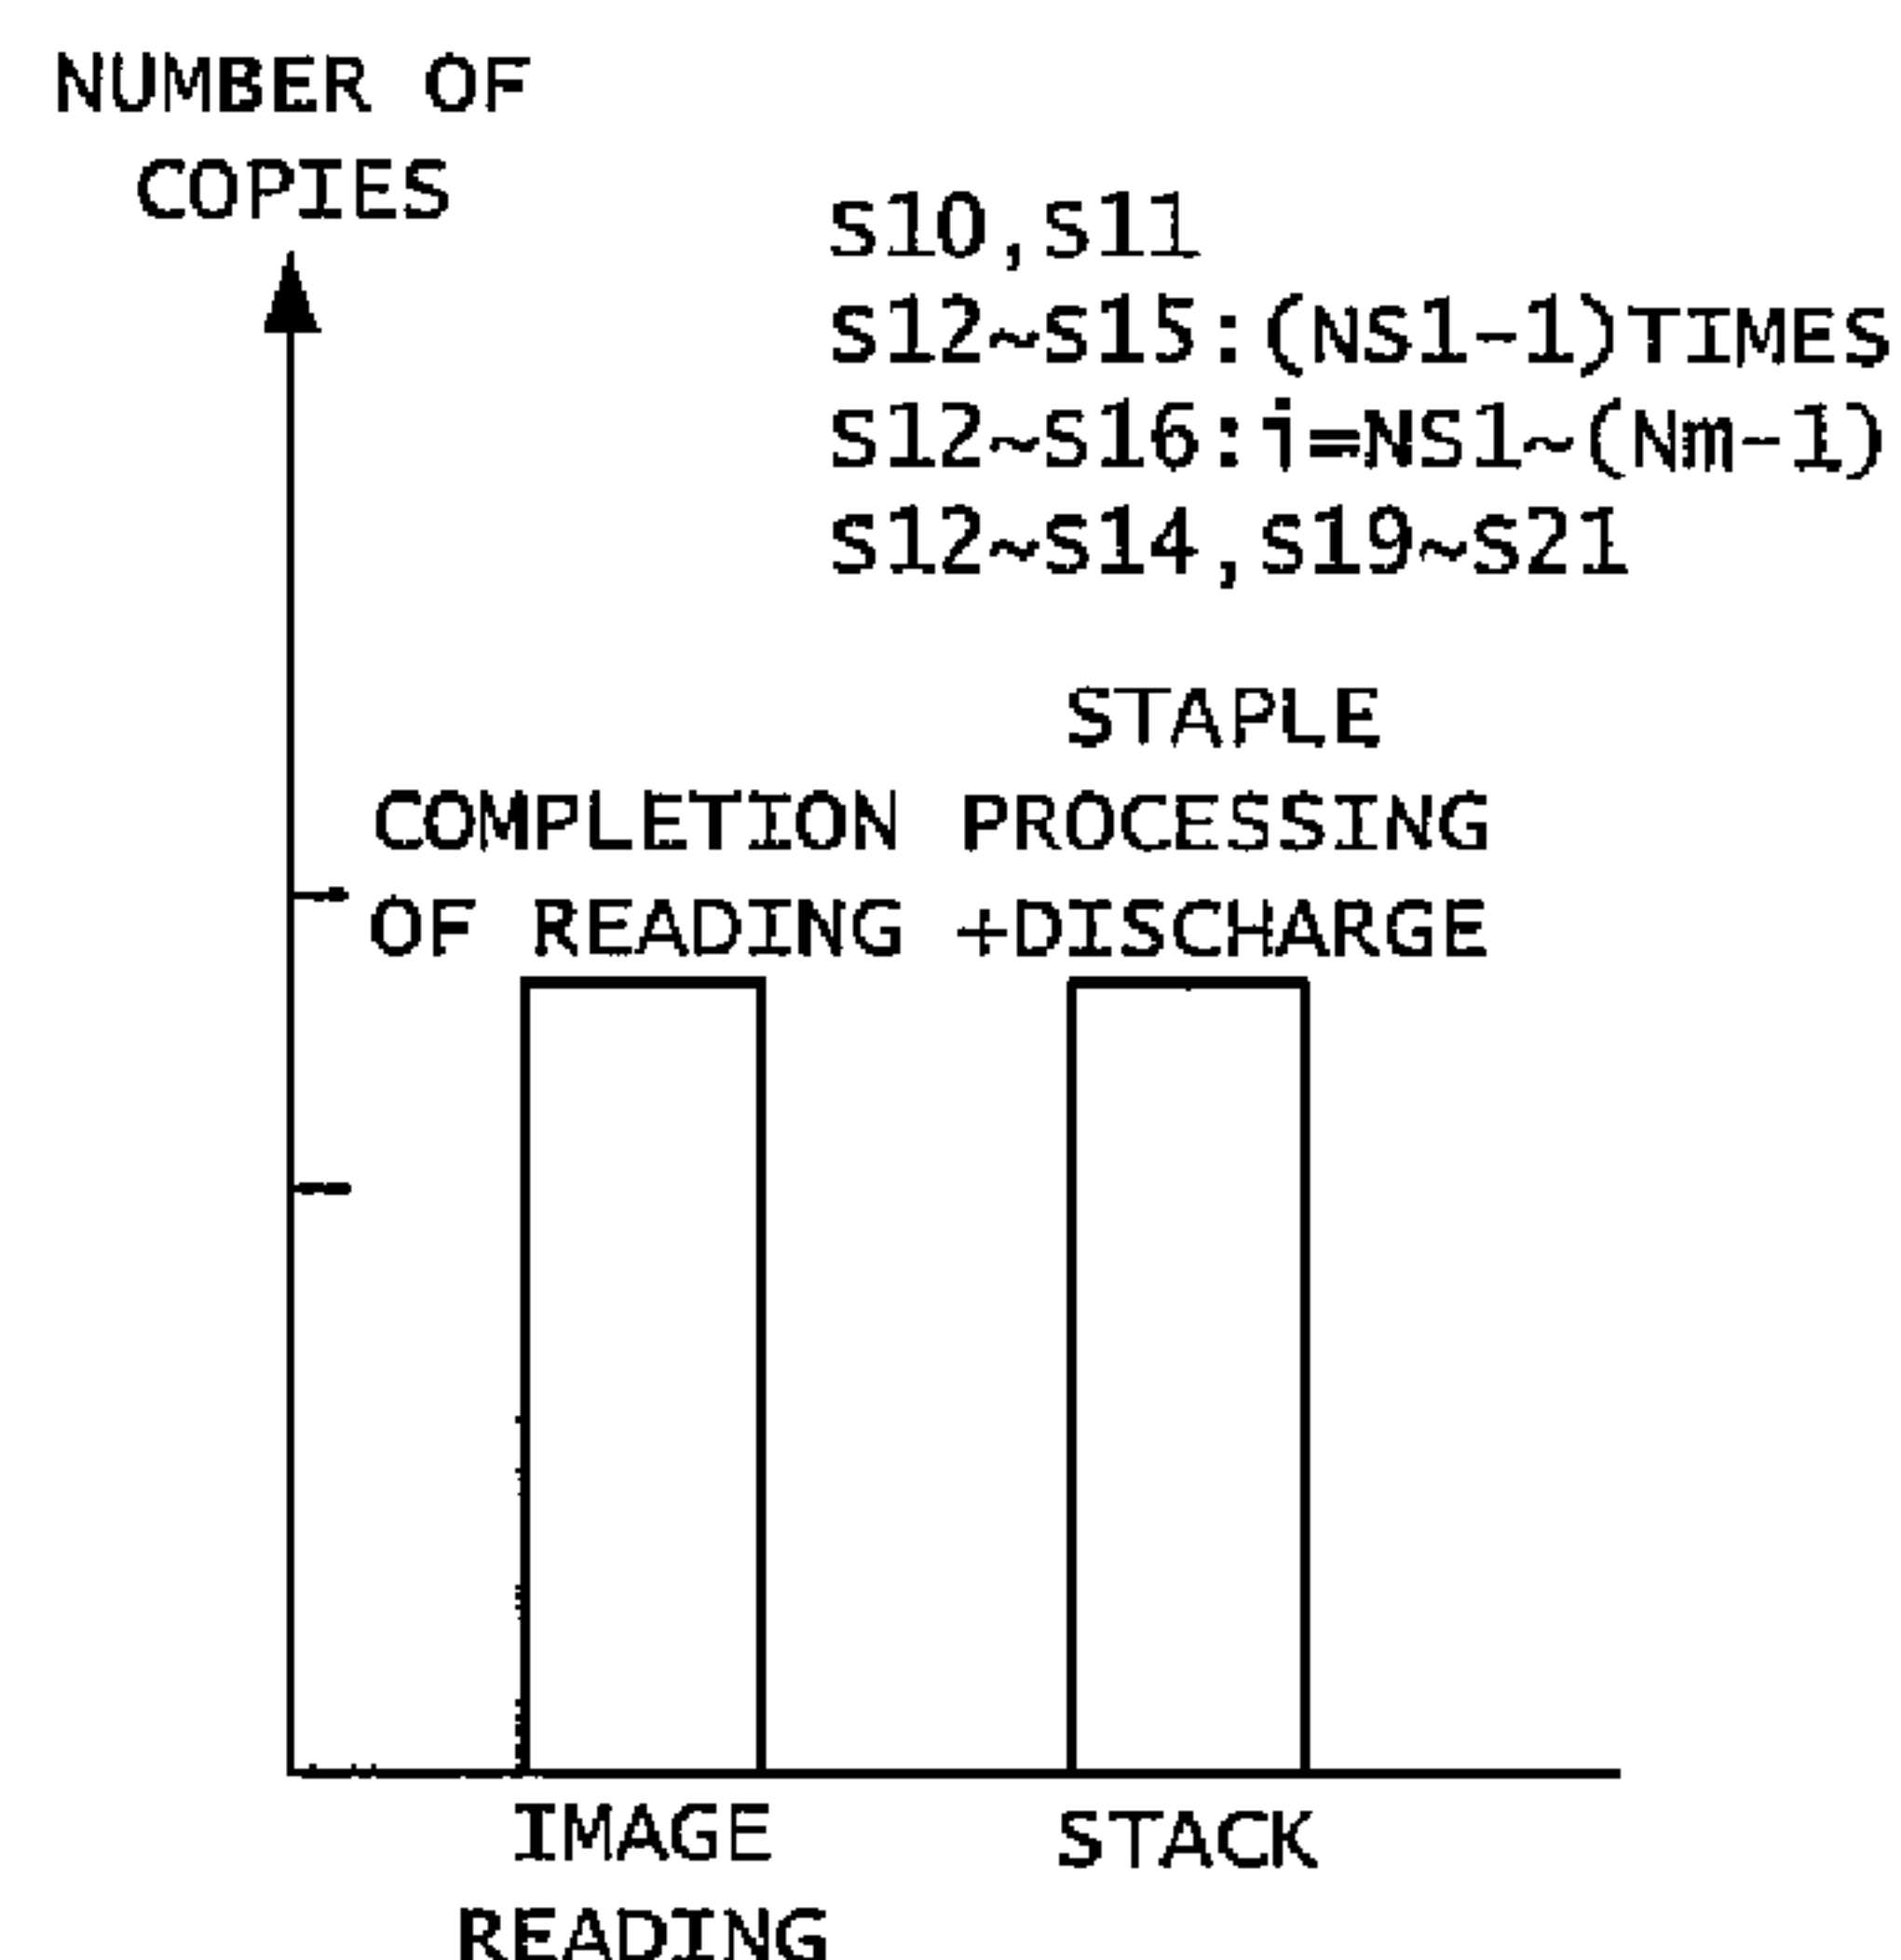 NUMBER OF
COPIES
S10,S11
S12~S15:(NS1-1)TIMES
S12~S16:i=NS1~(Nm-1)
S12~S14,S19~S21
COMPLETION
OF READING
STAPLE
PROCESSING
+DISCHARGE
IMAGE
READING
STACK